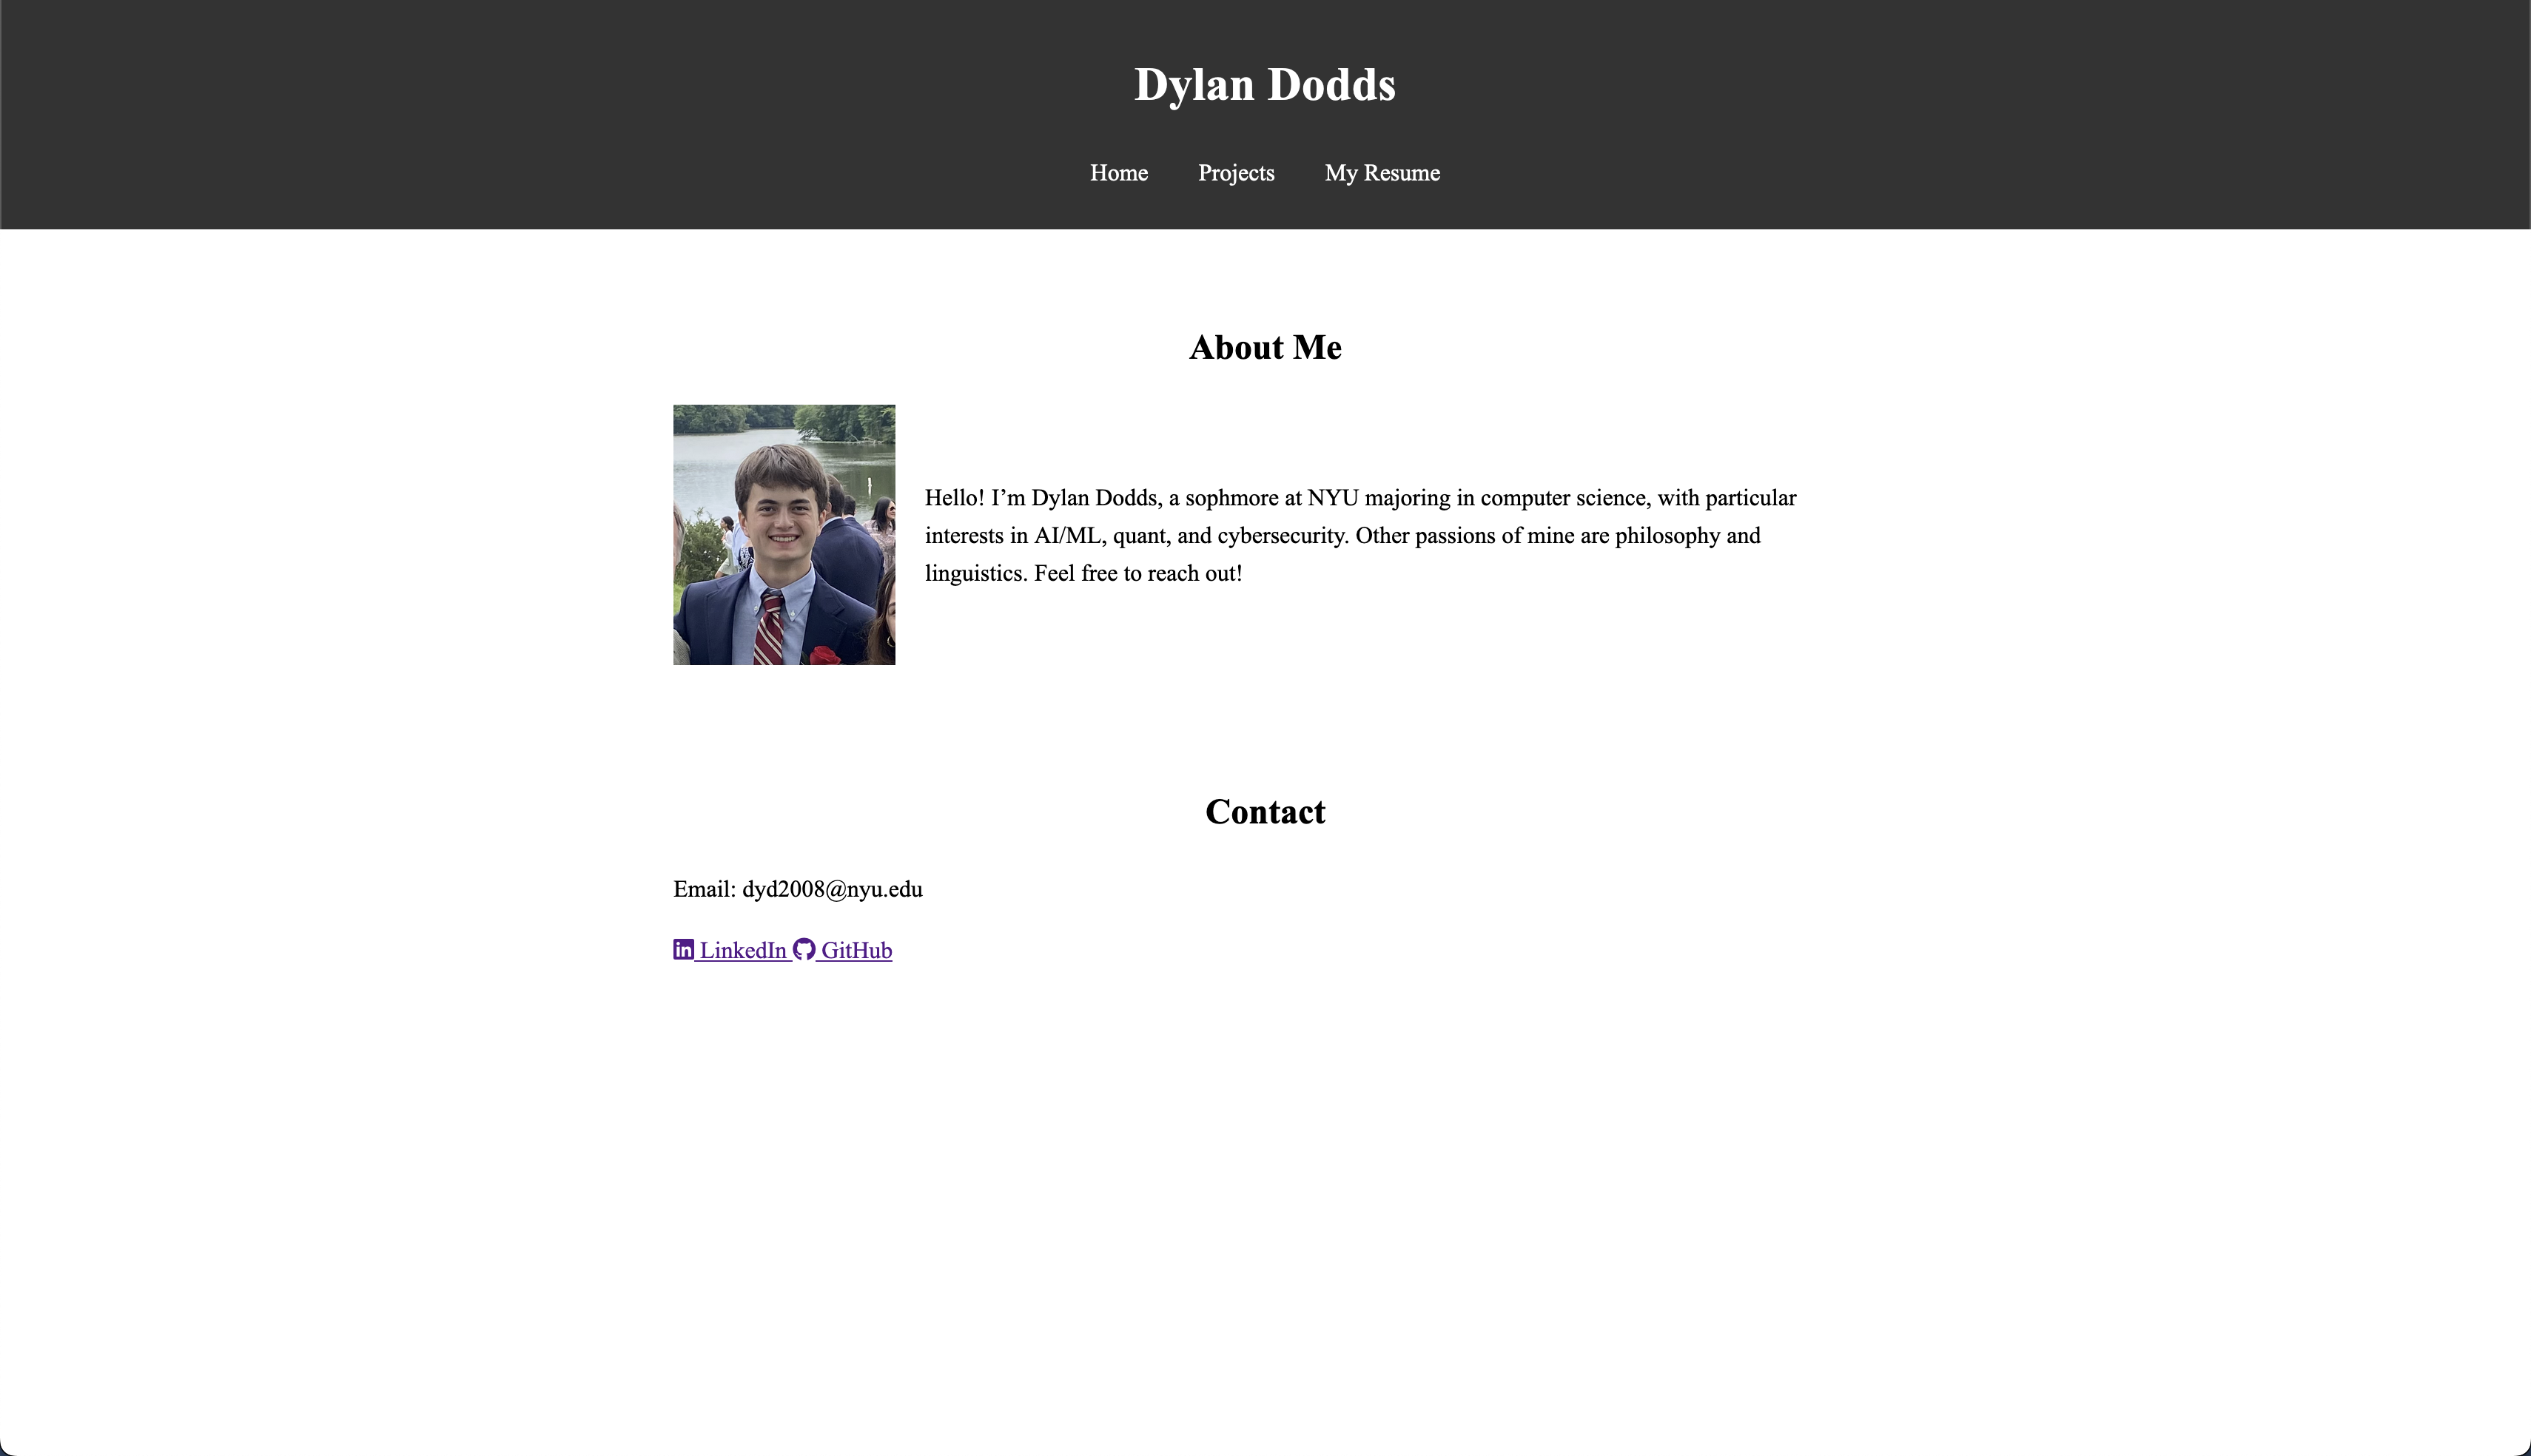 Dylan Dodds
Home Projects My Resume
About Me
Hello! I’m Dylan Dodds, a sophmore at NYU majoring in computer science, with particular
interests in AI/ML, quant, and cybersecurity. Other passions of mine are philosophy and
linguistics. Feel free to reach out!
Contact
Email: dyd2008@nyu.edu
in LinkedIn GitHub